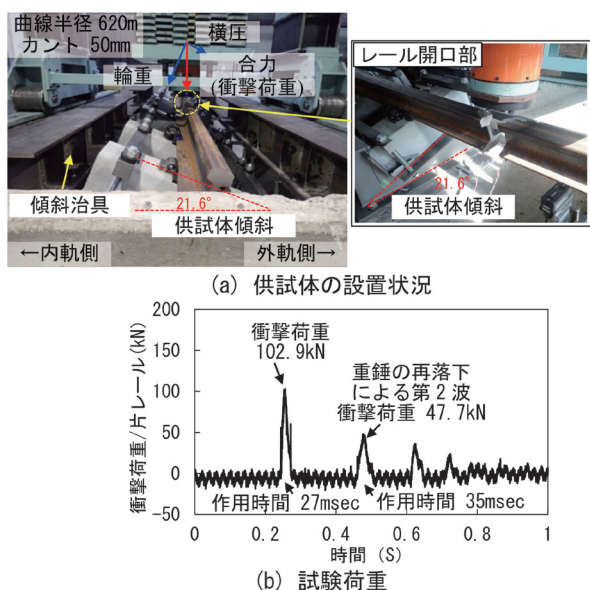 曲線半径 620m
カント 50mm
横圧
輪重
合力
(衝撃荷重)
傾斜治具
21.6°
供試体傾斜
←内軌側
外軌側→
レール開口部
21.6°
供試体傾斜
(a) 供試体の設置状況
衝撃荷重/片レール(kN)
200
150
100
50
0
-50
衝撃荷重
102.9kN
重錘の再落下
による第2波
衝撃荷重 47.7kN
作用時間 27msec
作用時間 35msec
0
0.2
0.4
0.6
0.8
1
時間 (S)
(b) 試験荷重